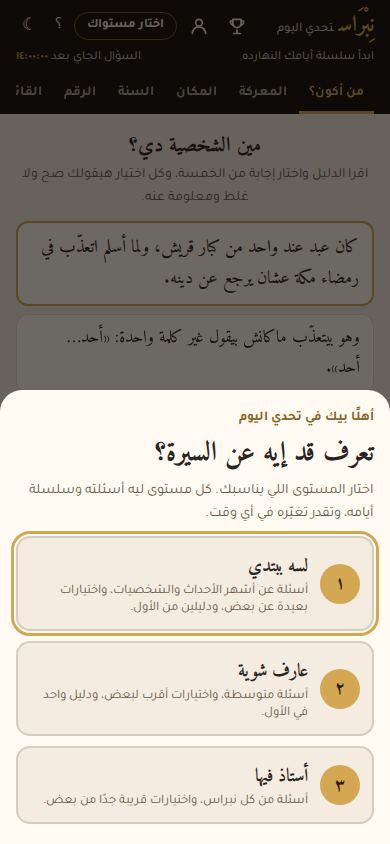 نبراس تحدي اليوم
اختار مستواك
؟
ابدأ سلسلة أيامك النهارده
السؤال الجاي بعد ١٤:٠٠:٠٠
من أكون؟ المعركة المكان السنة الرقم القائ
مين الشخصية دي؟
اقرا الدليل واختار إجابة من الخمسة، وكل اختيار هيقولك صح ولا
غلط ومعلومة عنه.
كان عبد عند واحد من كبار قريش، ولما أسلم اتعذّب في
رمضاء مكة عشان يرجع عن دينه.
وهو بيتعذّب ماكانش بيقول غير كلمة واحدة: «أحد...
أحد».
أهلًا بيك في تحدي اليوم
تعرف قد إيه عن السيرة؟
اختار المستوى اللي يناسبك. كل مستوى ليه أسئلته وسلسلة
أيامه، وتقدر تغيّره في أي وقت.
١
لسه ببتدي
أسئلة عن أشهر الأحداث والشخصيات، واختيارات
بعيدة عن بعض، ودليلين من الأول.
٢
عارف شوية
أسئلة متوسطة، واختيارات أقرب لبعض، ودليل واحد
في الأول.
٣
أستاذ فيها
أسئلة من كل نبراس، واختيارات قريبة جدًا من بعض.